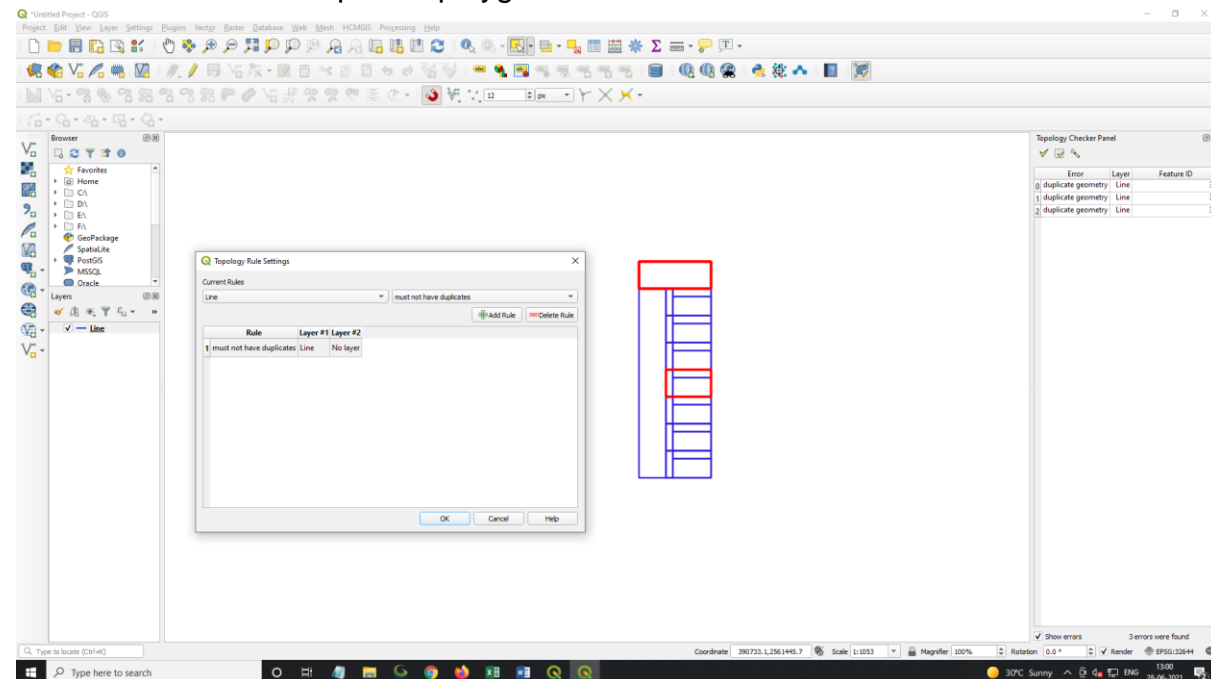 *Untitled Project - QGIS
Project Edit View Layer Settings Plugins Vector Raster Database Web Mesh HCMGIS Processing Help
12 px
Browser
Favorites
Home
C:\
D:\
E:\
F:\
GeoPackage
SpatiaLite
PostGIS
MSSQL
Oracle
Layers
Line
Topology Rule Settings
Current Rules
Line must not have duplicates
Add Rule Delete Rule
Rule Layer #1 Layer #2
1 must not have duplicates Line No layer
OK Cancel Help
Topology Checker Panel
Error Layer Feature ID
0 duplicate geometry Line
1 duplicate geometry Line
2 duplicate geometry Line
Show errors 3 errors were found
Type to locate (Ctrl+K) Coordinate 390733.1,2561445.7 Scale 1:1053 Magnifier 100% Rotation 0.0 ° Render EPSG:32644
Type here to search 30°C Sunny ENG 13:00
28-06-2021